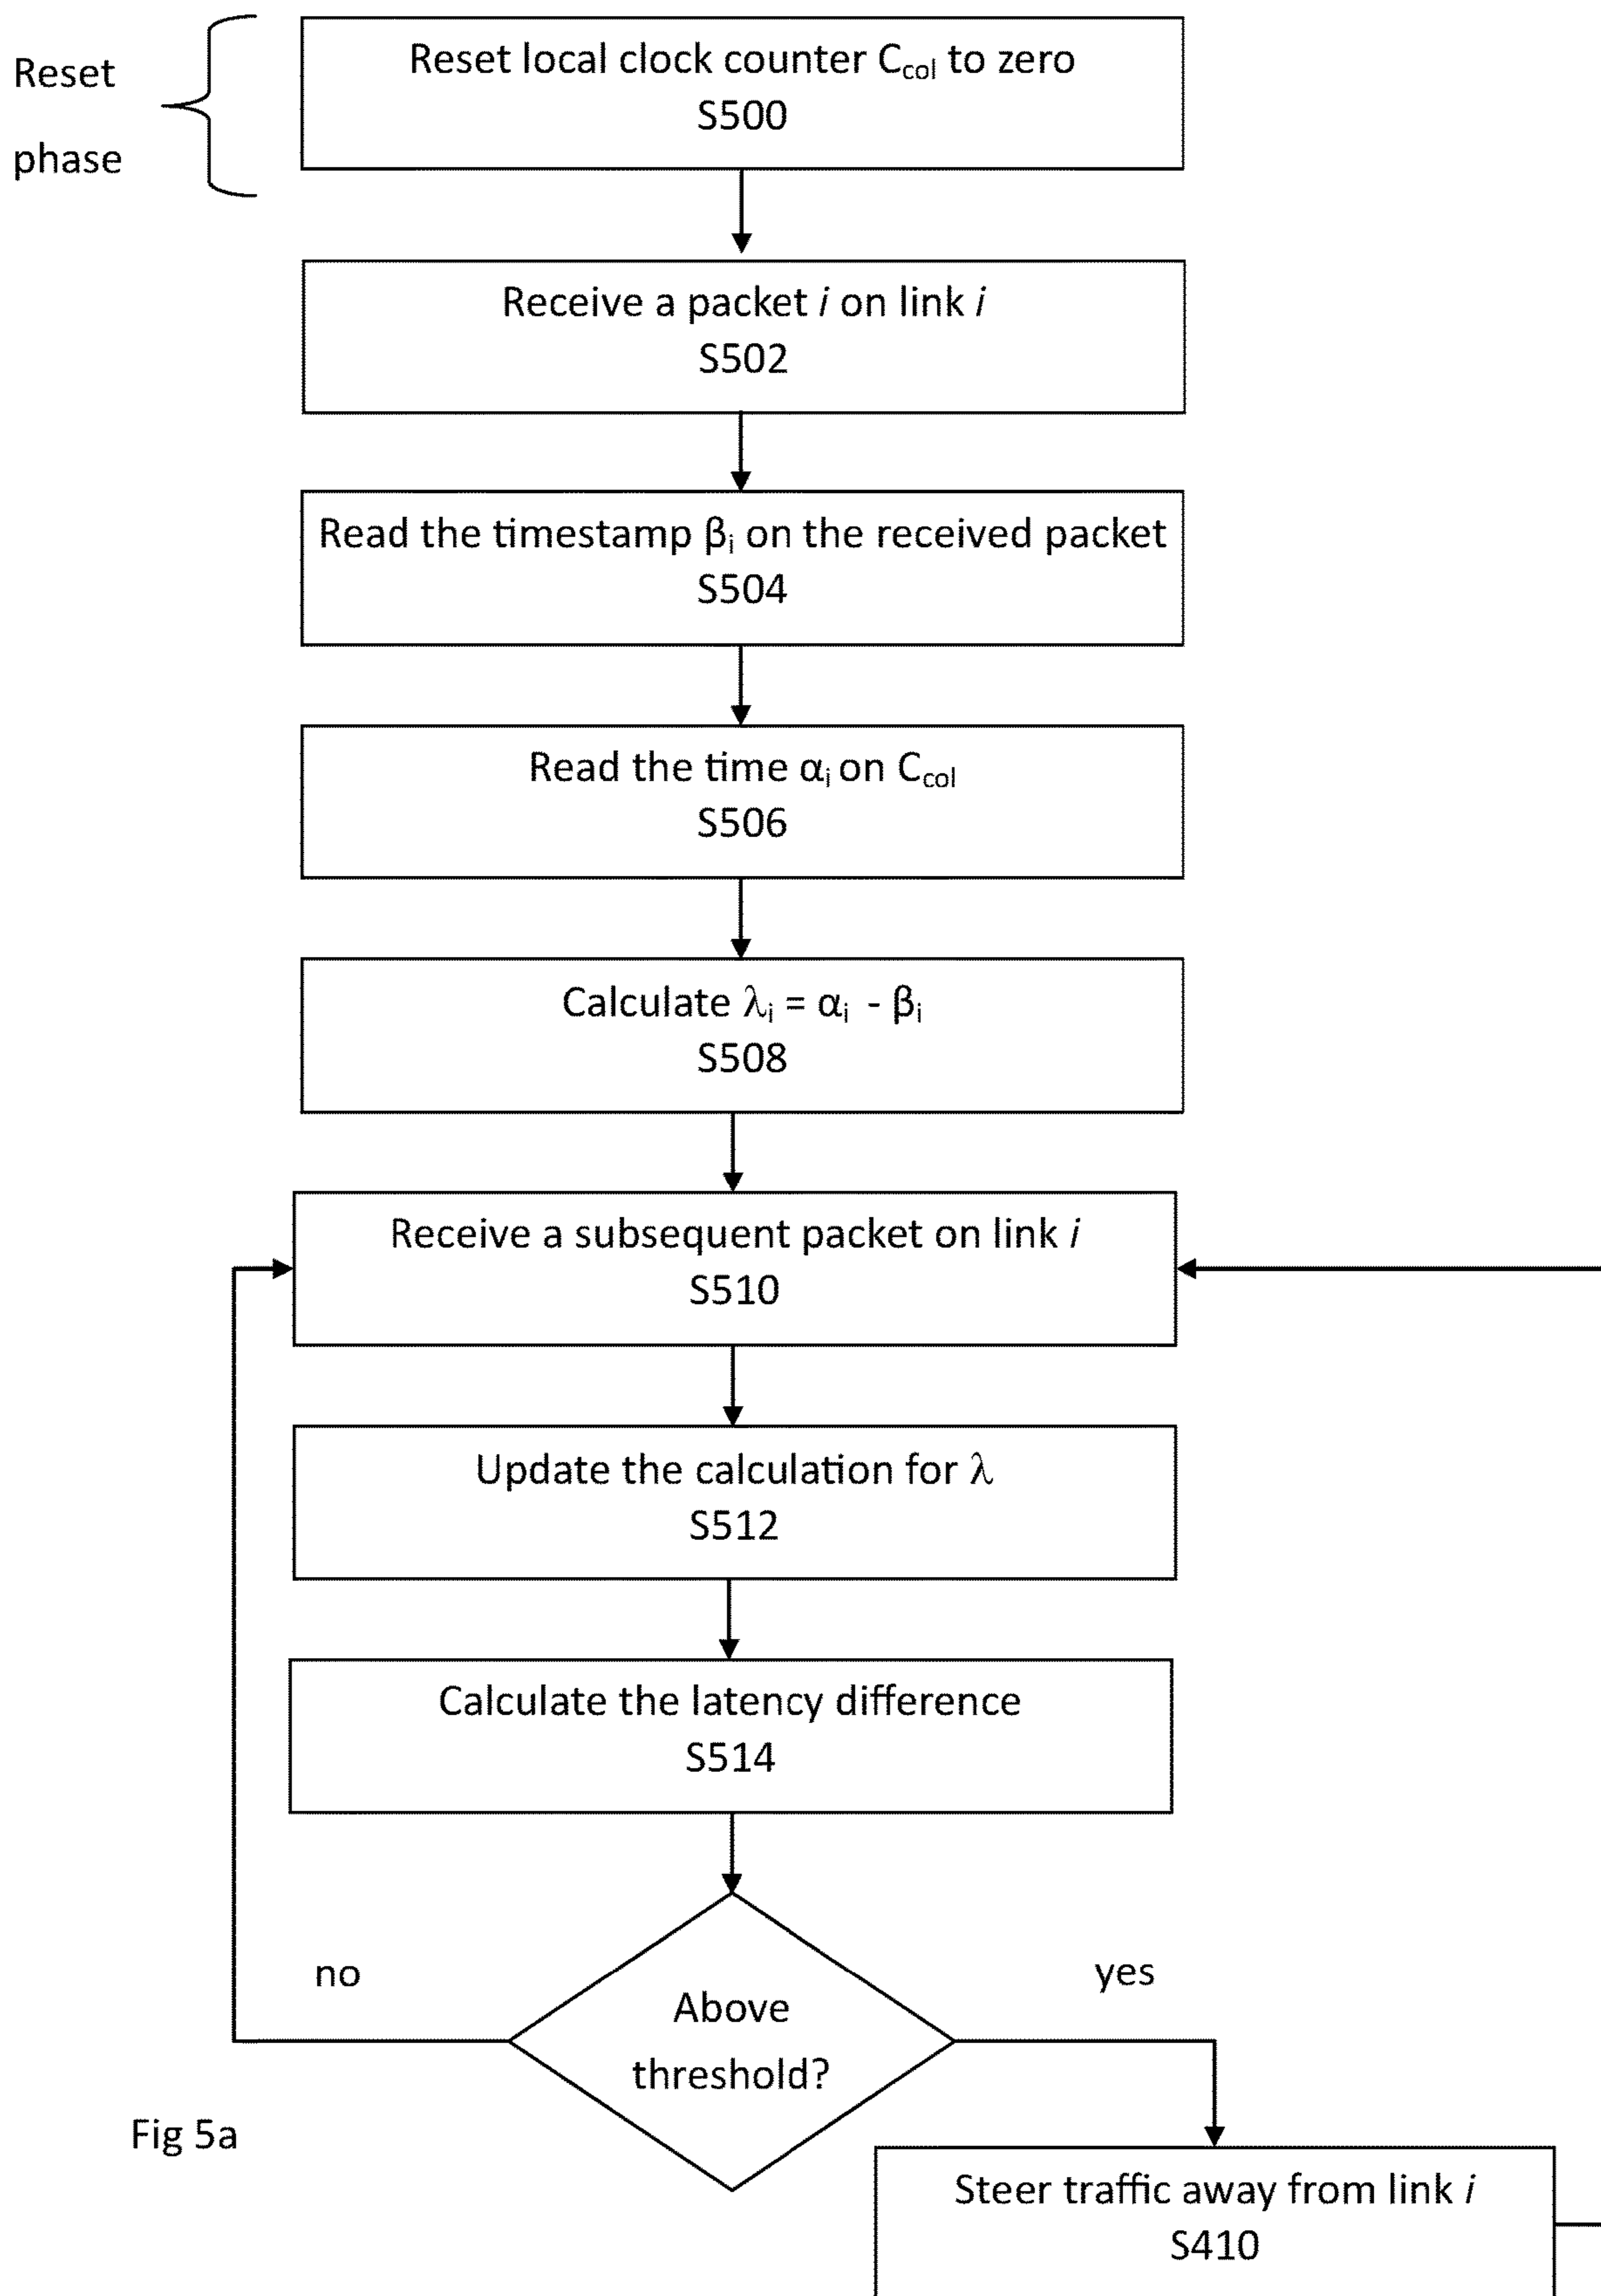 Reset
phase
Reset local clock counter Ccol to zero
S500
Receive a packet i on link i
S502
Read the timestamp βi on the received packet
S504
Read the time αi on Ccol
S506
Calculate λi = αi - βi
S508
Receive a subsequent packet on link i
S510
Update the calculation for λ
S512
Calculate the latency difference
S514
no
yes
Above
threshold?
Fig 5a
Steer traffic away from link i
S410